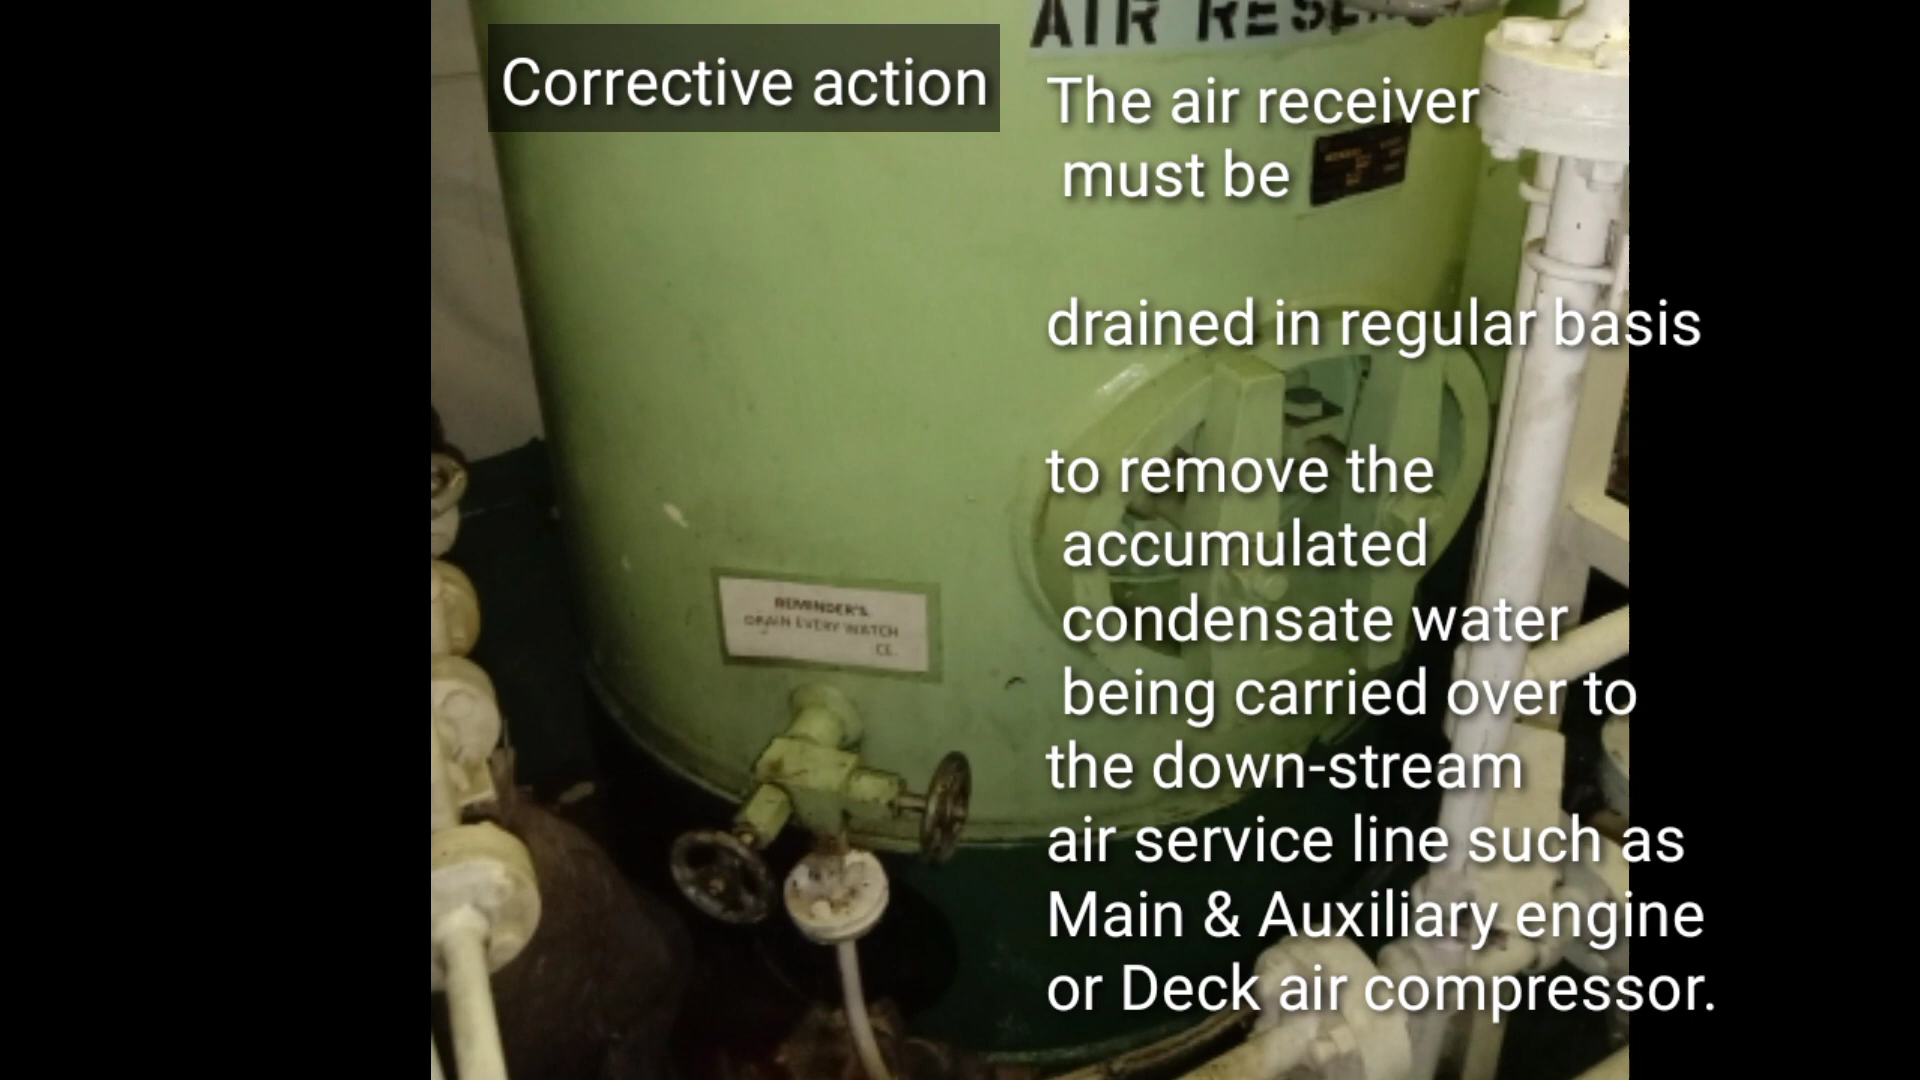 AIR
Corrective action
The air receiver
must be
drained in regular basis
to remove the
accumulated
condensate water
being carried over to
the down-stream
air service line such as
Main & Auxiliary engine
or Deck air compressor.
REMINDER'S
DRAIN EVERY WATCH
CE.